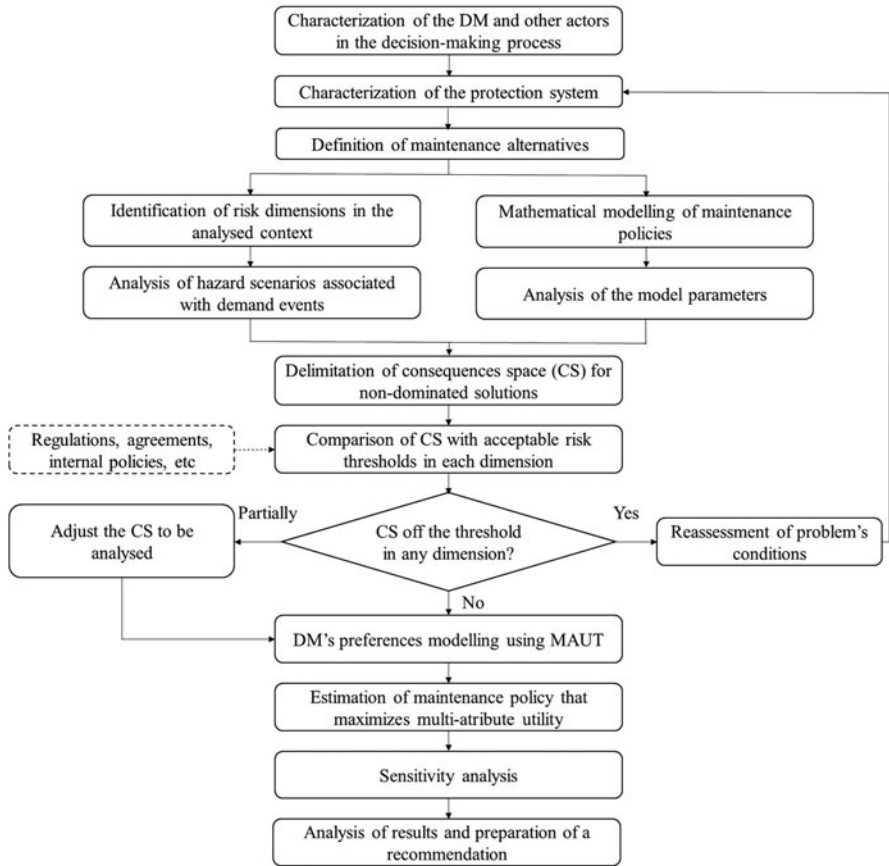 Characterization of the DM and other actors
in the decision-making process
Characterization of the protection system
Definition of maintenance alternatives
Identification of risk dimensions in the
analysed context
Mathematical modelling of maintenance
policies
Analysis of hazard scenarios associated
with demand events
Analysis of the model parameters
Delimitation of consequences space (CS) for
non-dominated solutions
Regulations, agreements,
internal policies, etc
Comparison of CS with acceptable risk
thresholds in each dimension
Partially
Yes
Adjust the CS to be
analysed
CS off the threshold
in any dimension?
Reassessment of problem's
conditions
No
DM's preferences modelling using MAUT
Estimation of maintenance policy that
maximizes multi-atribute utility
Sensitivity analysis
Analysis of results and preparation of a
recommendation